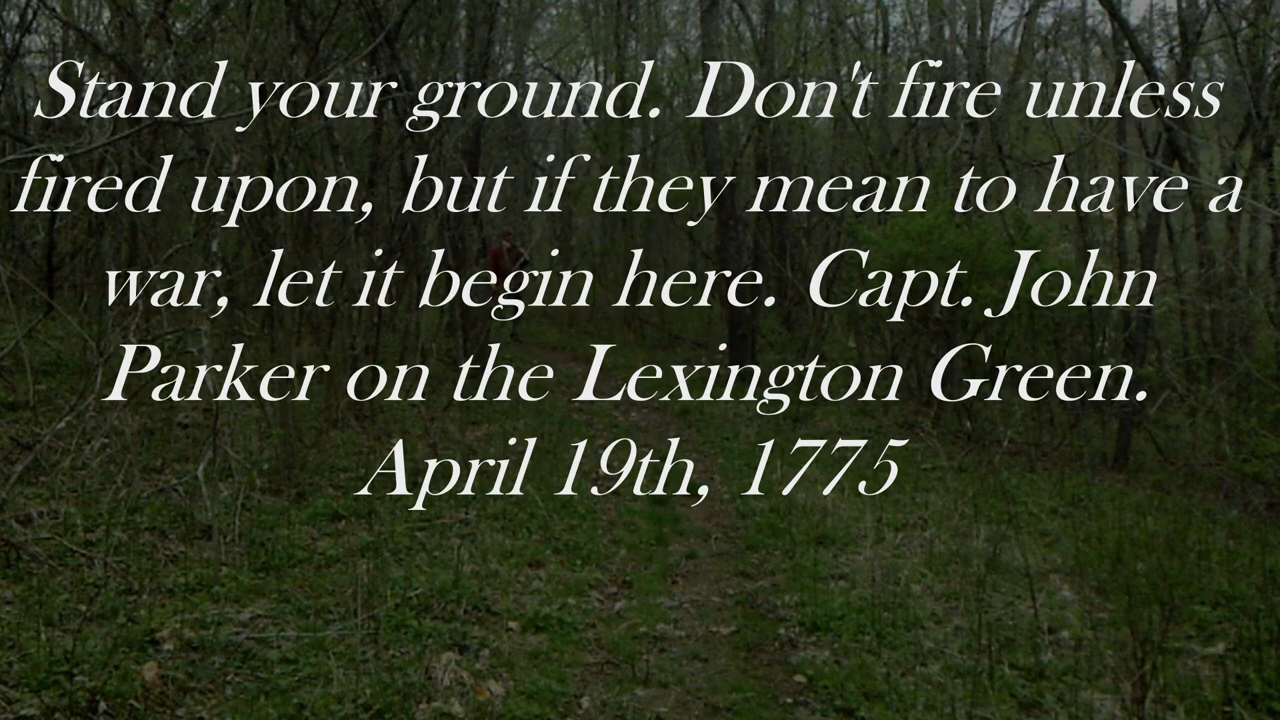 Stand your ground. Don't fire unless
fired upon, but if they mean to have a
war, let it begin here. Capt. John
Parker on the Lexington Green.
April 19th, 1775